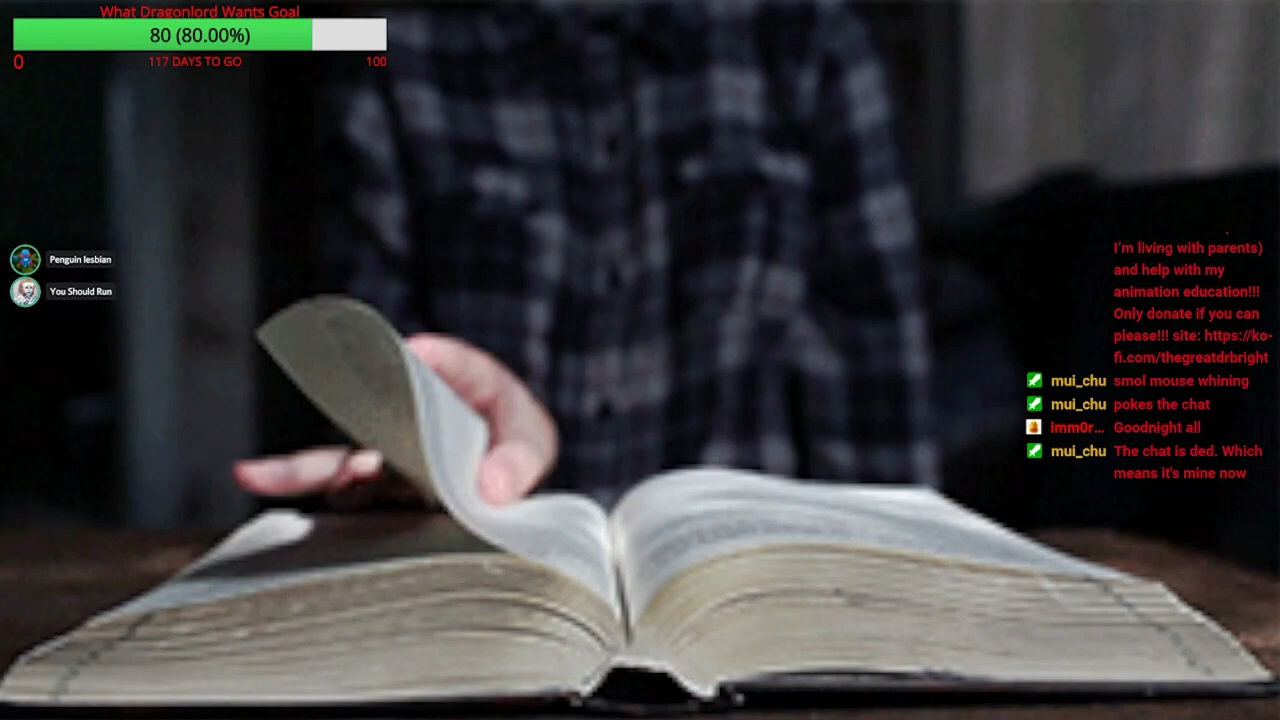 What Dragonlord Wants Goal
80 (80.00%)
0 117 DAYS TO GO 100
Penguin lesbian
You Should Run
I'm living with parents)
and help with my
animation education!!!
Only donate if you can
please!!! site: https://ko-
fi.com/thegreatdrbright
mui_chu smol mouse whining
mui_chu pokes the chat
imm0r... Goodnight all
mui_chu The chat is ded. Which
means it's mine now